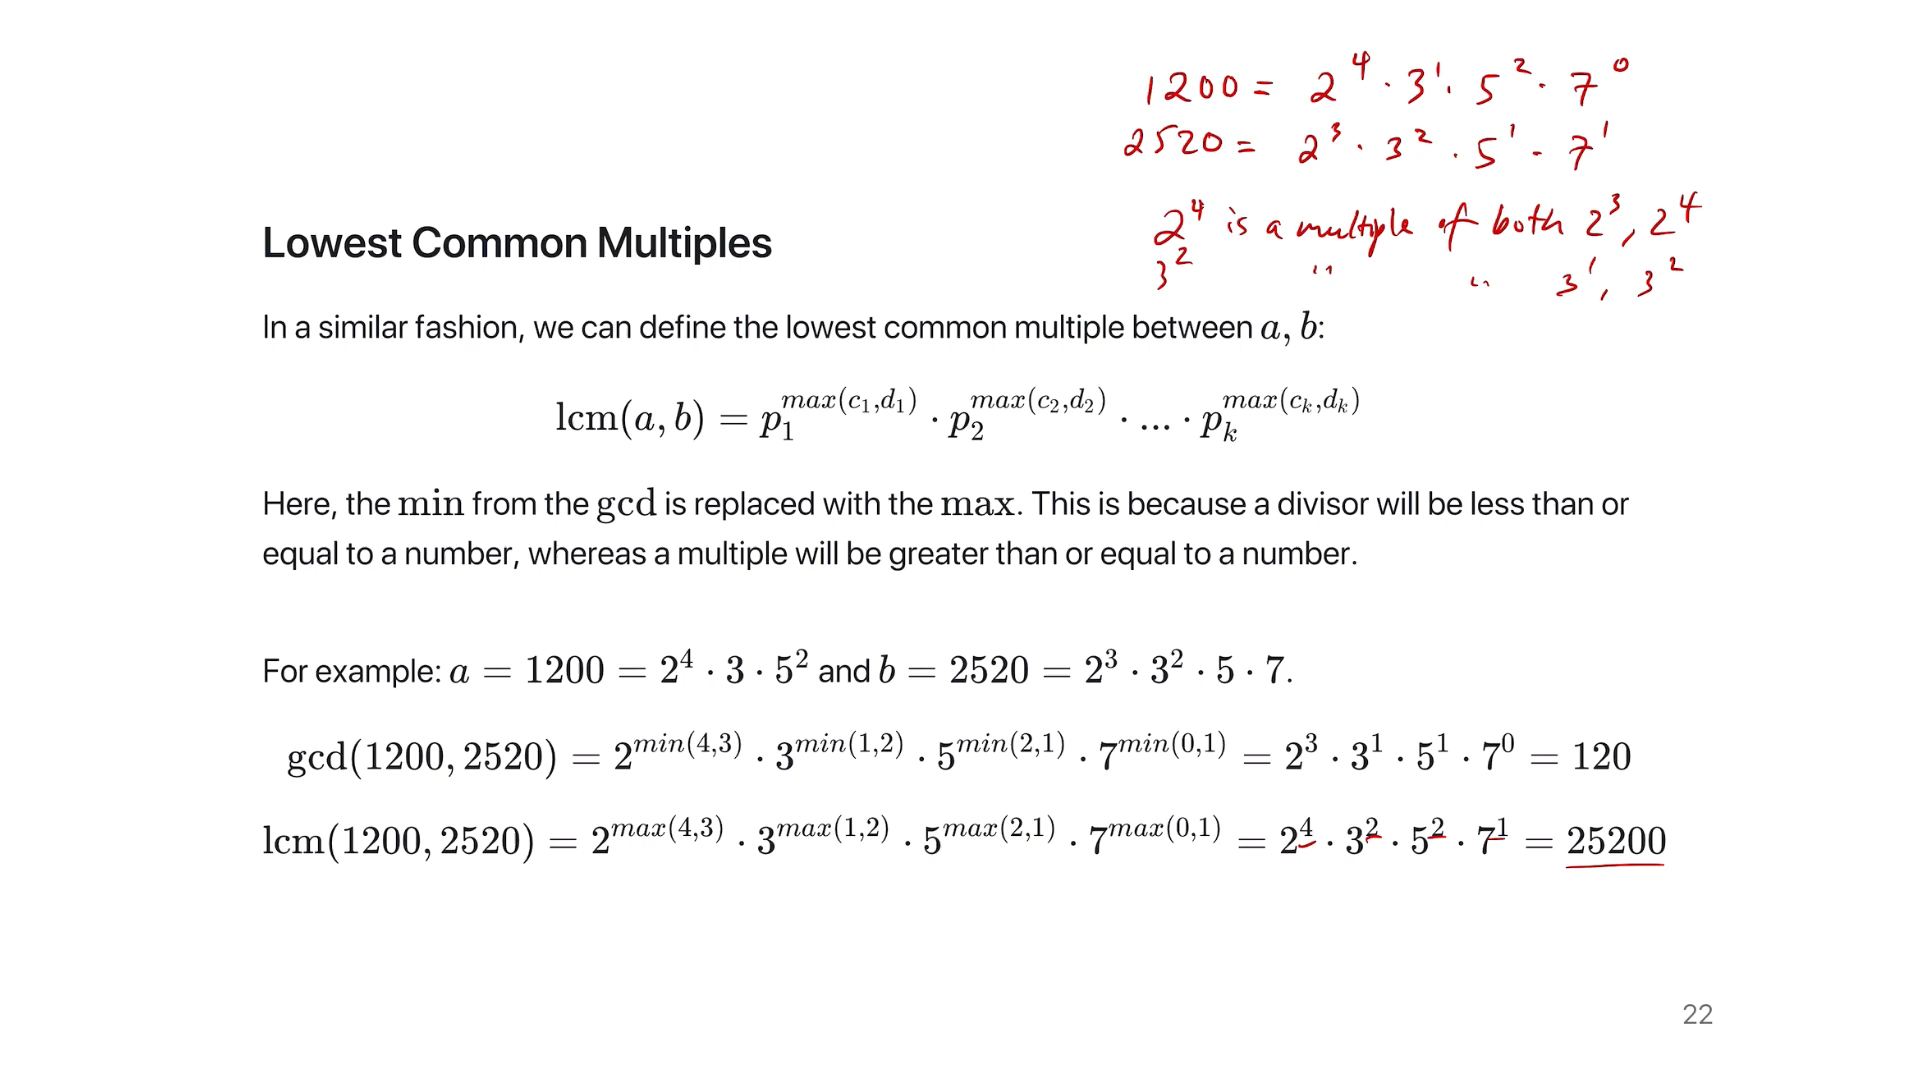 1200 = 2⁴ · 3¹ · 5² · 7⁰
2520 = 2³ · 3² · 5¹ - 7¹
2⁴ is a multiple of both 2³, 2⁴
3² " " 3¹, 3²
Lowest Common Multiples
In a similar fashion, we can define the lowest common multiple between a, b:
lcm(a, b) = p₁^max(c₁,d₁) · p₂^max(c₂,d₂) · ... · pₖ^max(cₖ,dₖ)
Here, the min from the gcd is replaced with the max. This is because a divisor will be less than or
equal to a number, whereas a multiple will be greater than or equal to a number.
For example: a = 1200 = 2⁴ · 3 · 5² and b = 2520 = 2³ · 3² · 5 · 7.
gcd(1200, 2520) = 2^min(4,3) · 3^min(1,2) · 5^min(2,1) · 7^min(0,1) = 2³ · 3¹ · 5¹ · 7⁰ = 120
lcm(1200, 2520) = 2^max(4,3) · 3^max(1,2) · 5^max(2,1) · 7^max(0,1) = 2⁴ · 3² · 5² · 7¹ = 25200
22